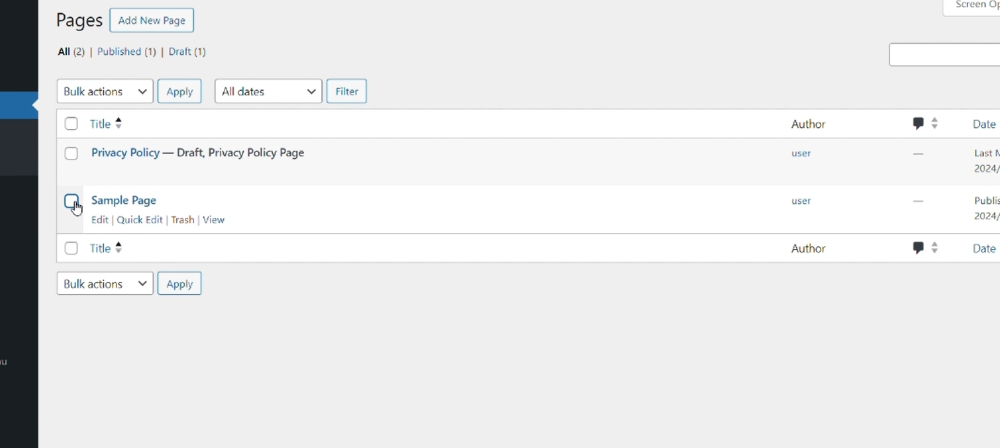 Screen Op
Pages Add New Page
All (2) | Published (1) | Draft (1)
Bulk actions Apply All dates Filter
Title Author Date
Privacy Policy — Draft, Privacy Policy Page user — Last M
2024/
Sample Page user — Publis
2024/
Edit | Quick Edit | Trash | View
Title Author Date
Bulk actions Apply